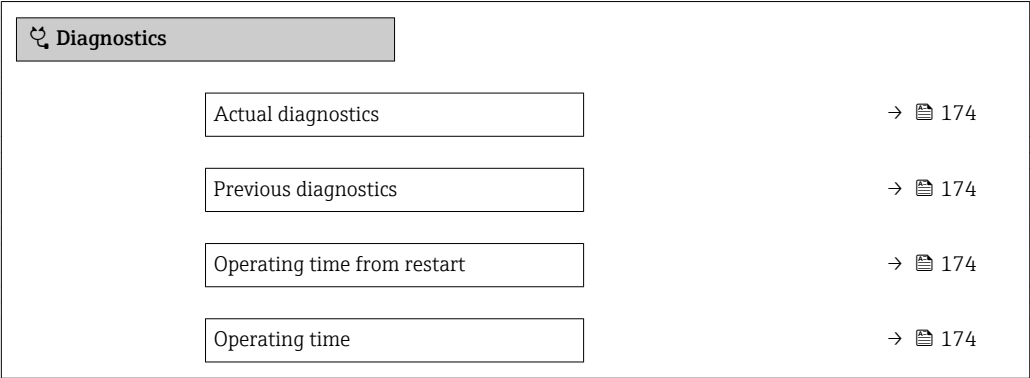 Diagnostics
Actual diagnostics → 174
Previous diagnostics → 174
Operating time from restart → 174
Operating time → 174